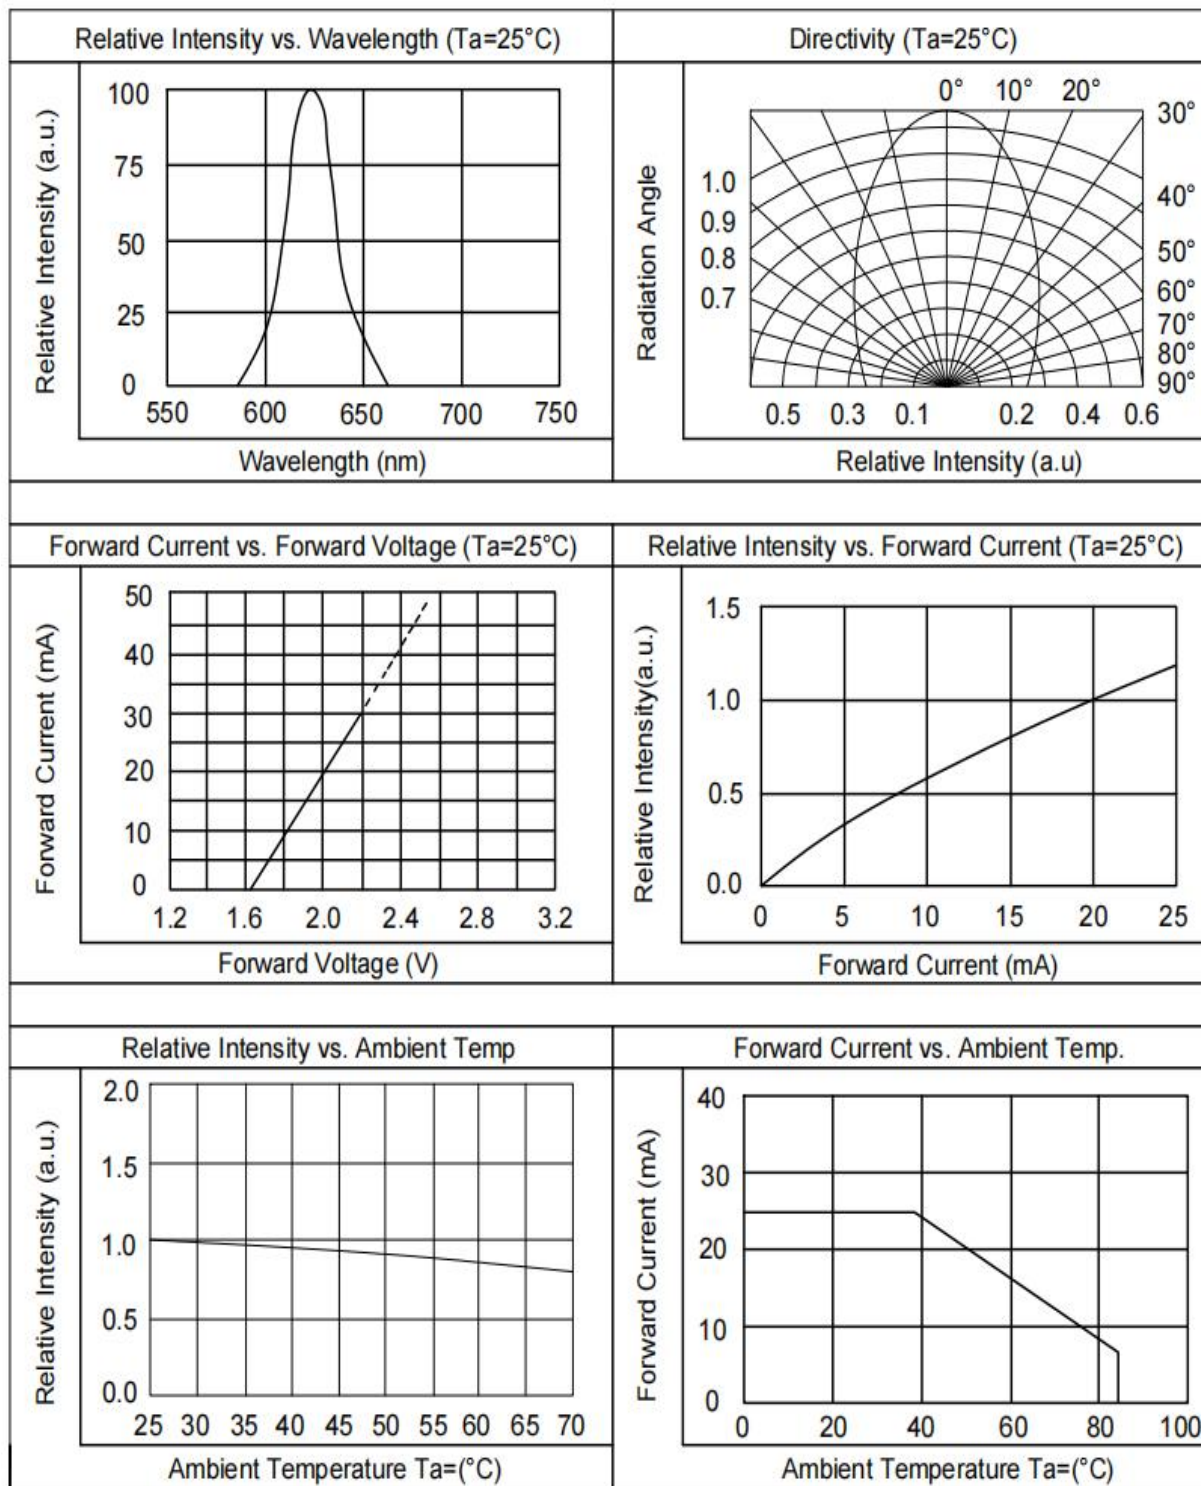 Relative Intensity vs. Wavelength (Ta=25°C)
Relative Intensity (a.u.)
100
75
50
25
0
550 600 650 700 750
Wavelength (nm)
Directivity (Ta=25°C)
0° 10° 20° 30°
Radiation Angle
1.0 40°
0.9
0.8 50°
0.7 60°
70°
80°
90°
0.5 0.3 0.1 0.2 0.4 0.6
Relative Intensity (a.u)
Forward Current vs. Forward Voltage (Ta=25°C)
Forward Current (mA)
50
40
30
20
10
0
1.2 1.6 2.0 2.4 2.8 3.2
Forward Voltage (V)
Relative Intensity vs. Forward Current (Ta=25°C)
Relative Intensity(a.u.)
1.5
1.0
0.5
0.0
0 5 10 15 20 25
Forward Current (mA)
Relative Intensity vs. Ambient Temp
Relative Intensity (a.u.)
2.0
1.5
1.0
0.5
0.0
25 30 35 40 45 50 55 60 65 70
Ambient Temperature Ta=(°C)
Forward Current vs. Ambient Temp.
Forward Current (mA)
40
30
20
10
0
0 20 40 60 80 100
Ambient Temperature Ta=(°C)